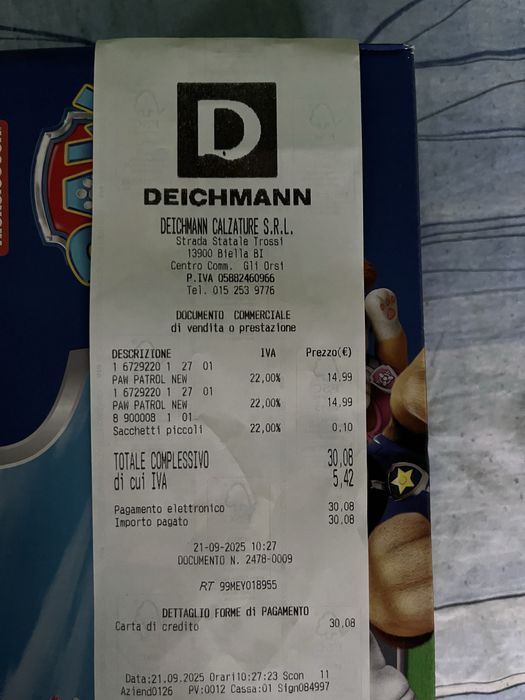 D
DEICHMANN
DEICHMANN CALZATURE S.R.L.
Strada Statale Trossi
13900 Biella BI
Centro Comm. Gli Orsi
P.IVA 05882460966
Tel. 015 253 9776
DOCUMENTO COMMERCIALE
di vendita o prestazione
DESCRIZIONE IVA Prezzo(€)
1 6729220 1 27 01
PAW PATROL NEW 22,00% 14,99
1 6729220 1 27 01
PAW PATROL NEW 22,00% 14,99
8 900008 1 01
Sacchetti piccoli 22,00% 0,10
TOTALE COMPLESSIVO 30,08
di cui IVA 5,42
Pagamento elettronico 30,08
Importo pagato 30,08
21-09-2025 10:27
DOCUMENTO N. 2478-0009
RT 99MEY018955
DETTAGLIO FORME di PAGAMENTO
Carta di credito 30,08
Data:21.09.2025 Orari10:27:23 Scon 11
Aziend0126 PV:0012 Cassa:01 Sign084997